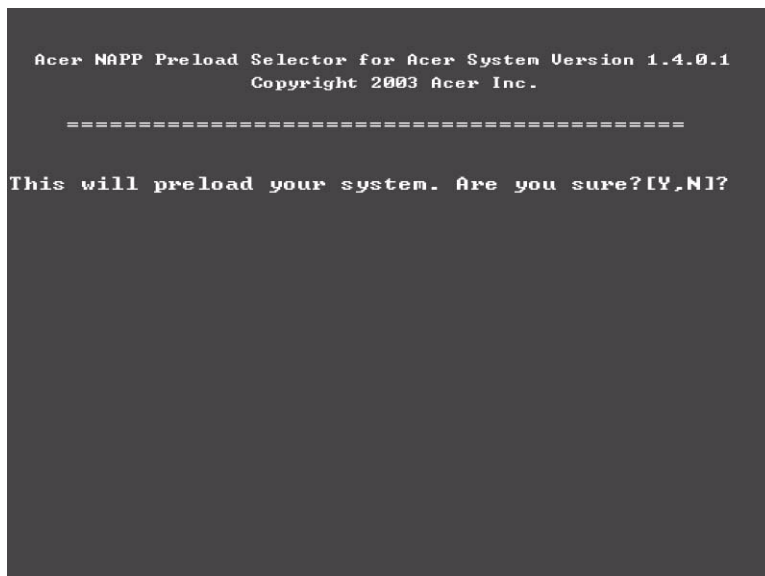 Acer NAPP Preload Selector for Acer System Version 1.4.0.1
Copyright 2003 Acer Inc.
===========================================
This will preload your system. Are you sure?[Y,N]?